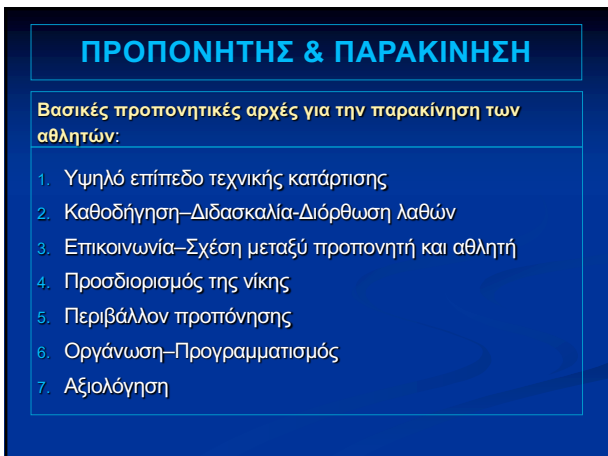 ΠΡΟΠΟΝΗΤΗΣ & ΠΑΡΑΚΙΝΗΣΗ
Βασικές προπονητικές αρχές για την παρακίνηση των
αθλητών:
1. Υψηλό επίπεδο τεχνικής κατάρτισης
2. Καθοδήγηση–Διδασκαλία-Διόρθωση λαθών
3. Επικοινωνία–Σχέση μεταξύ προπονητή και αθλητή
4. Προσδιορισμός της νίκης
5. Περιβάλλον προπόνησης
6. Οργάνωση–Προγραμματισμός
7. Αξιολόγηση